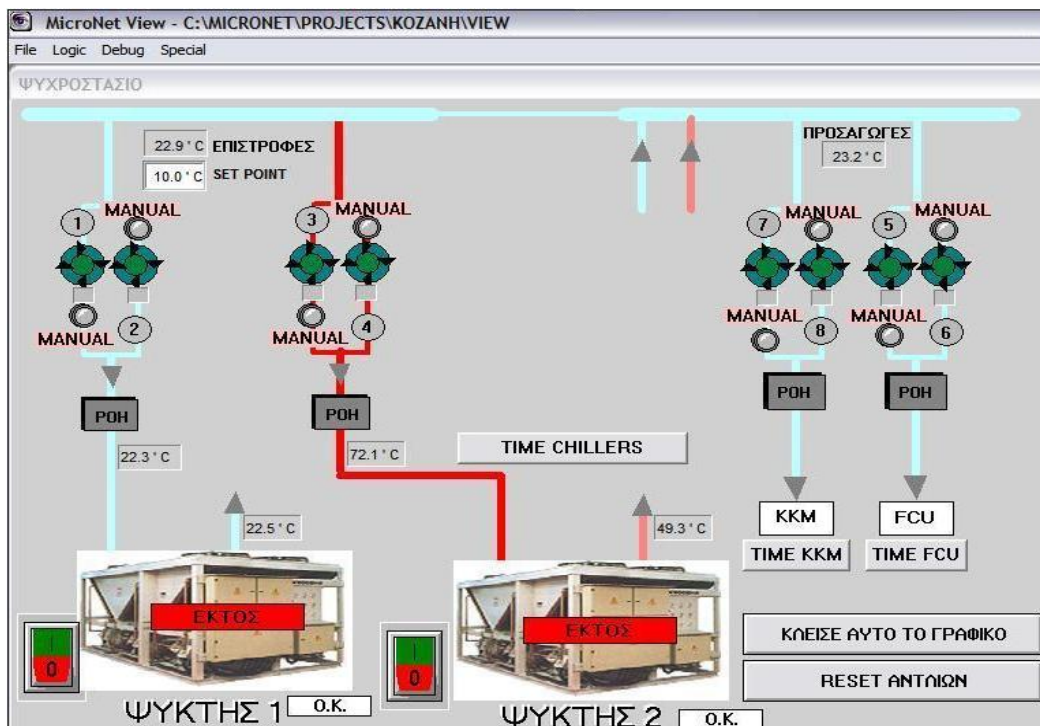 MicroNet View - C:\MICRONET\PROJECTS\KOZANH\VIEW
File Logic Debug Special
ΨΥΧΡΟΣΤΑΣΙΟ
22.9 ° C ΕΠΙΣΤΡΟΦΕΣ
10.0 ° C SET POINT
ΠΡΟΣΑΓΩΓΕΣ
23.2 ° C
1 MANUAL
3 MANUAL
7 MANUAL
5 MANUAL
MANUAL 2
MANUAL 4
MANUAL 8
MANUAL 6
ΡΟΗ
ΡΟΗ
ΡΟΗ
ΡΟΗ
22.3 ° C
72.1 ° C
TIME CHILLERS
22.5 ° C
49.3 ° C
ΚΚΜ
FCU
TIME ΚΚΜ
TIME FCU
ΕΚΤΟΣ
ΕΚΤΟΣ
I
0
I
0
ΚΛΕΙΣΕ ΑΥΤΟ ΤΟ ΓΡΑΦΙΚΟ
RESET ΑΝΤΛΙΩΝ
ΨΥΚΤΗΣ 1 O.K.
ΨΥΚΤΗΣ 2 O.K.